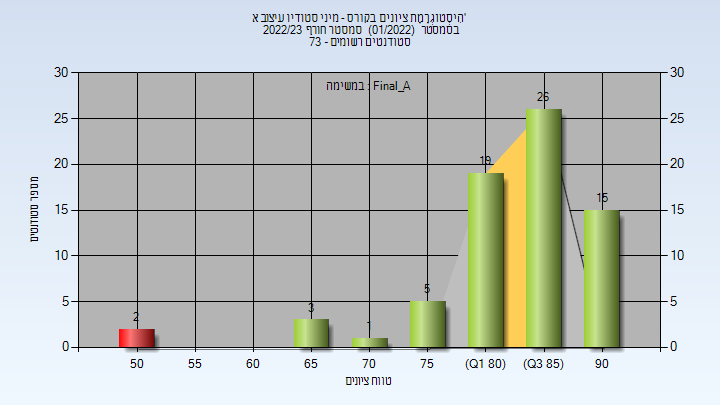 היסטוגרמת ציונים בקורס - מיני סטודיו עיצוב א'
בסמסטר (01/2022) סמסטר חורף 2022/23
סטודנטים רשומים - 73
במשימה : Final_A
30 30
25 25
20 20
15 15
10 10
5 5
0 0
2
3
1
5
19
26
15
מספר סטודנטים
50 55 60 65 70 75 (Q1 80) (Q3 85) 90
טווח ציונים